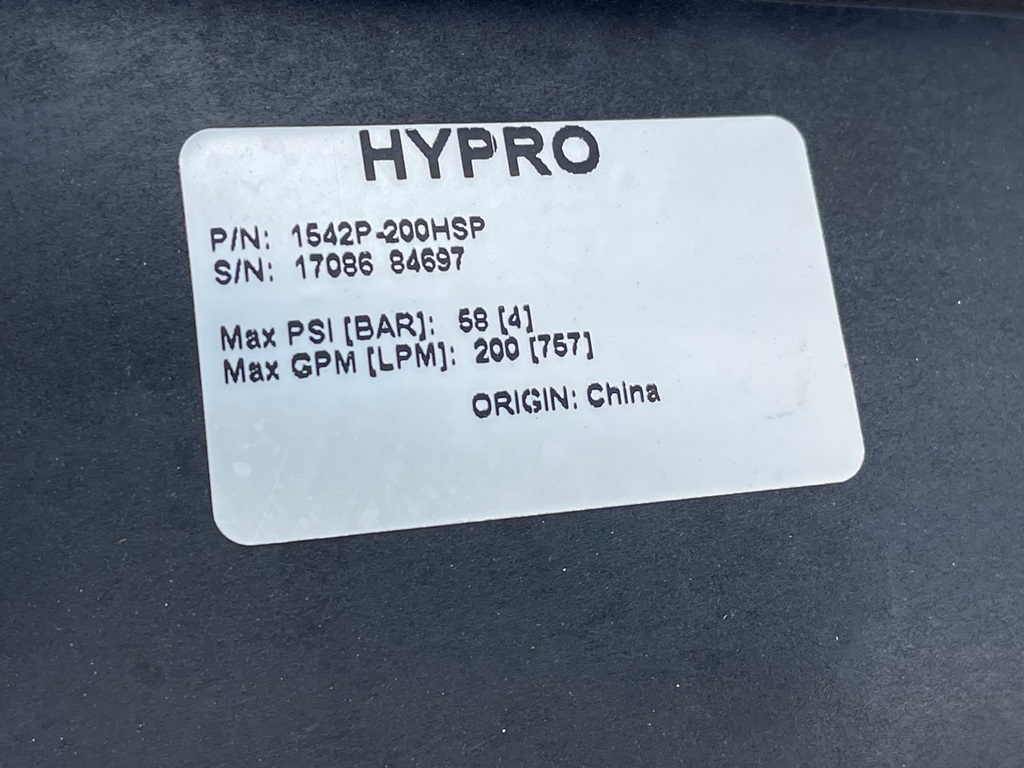 HYPRO
P/N: 1542P-200HSP
S/N: 17086 84697
Max PSI [BAR]: 58 [4]
Max GPM [LPM]: 200 [757]
ORIGIN: China